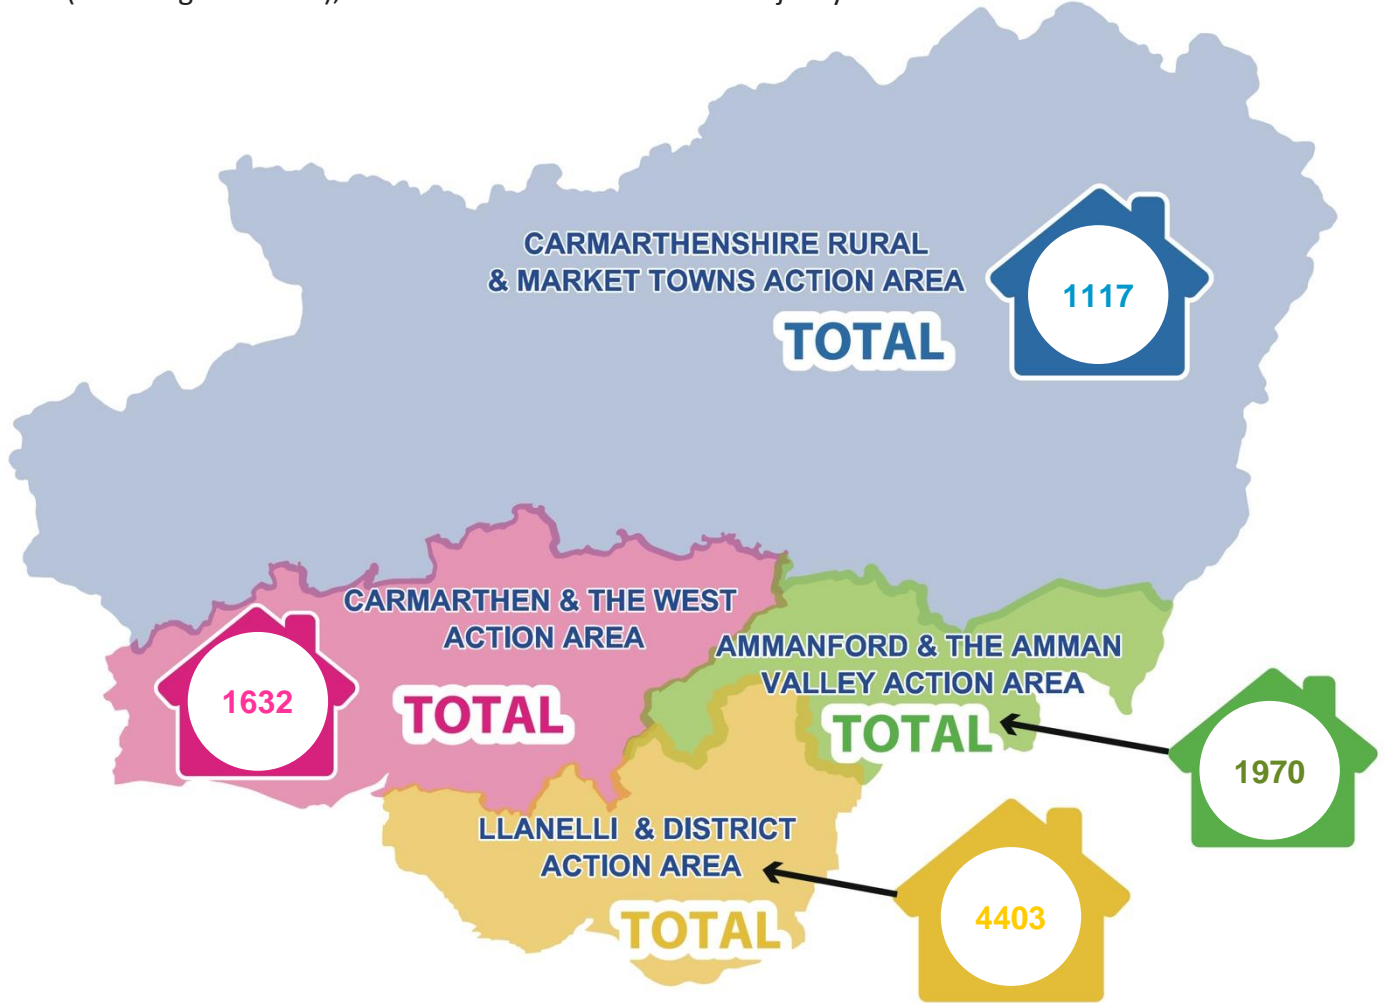 CARMARTHENSHIRE RURAL
& MARKET TOWNS ACTION AREA
TOTAL
1117
CARMARTHEN & THE WEST
ACTION AREA
TOTAL
1632
AMMANFORD & THE AMMAN
VALLEY ACTION AREA
TOTAL
1970
LLANELLI & DISTRICT
ACTION AREA
TOTAL
4403